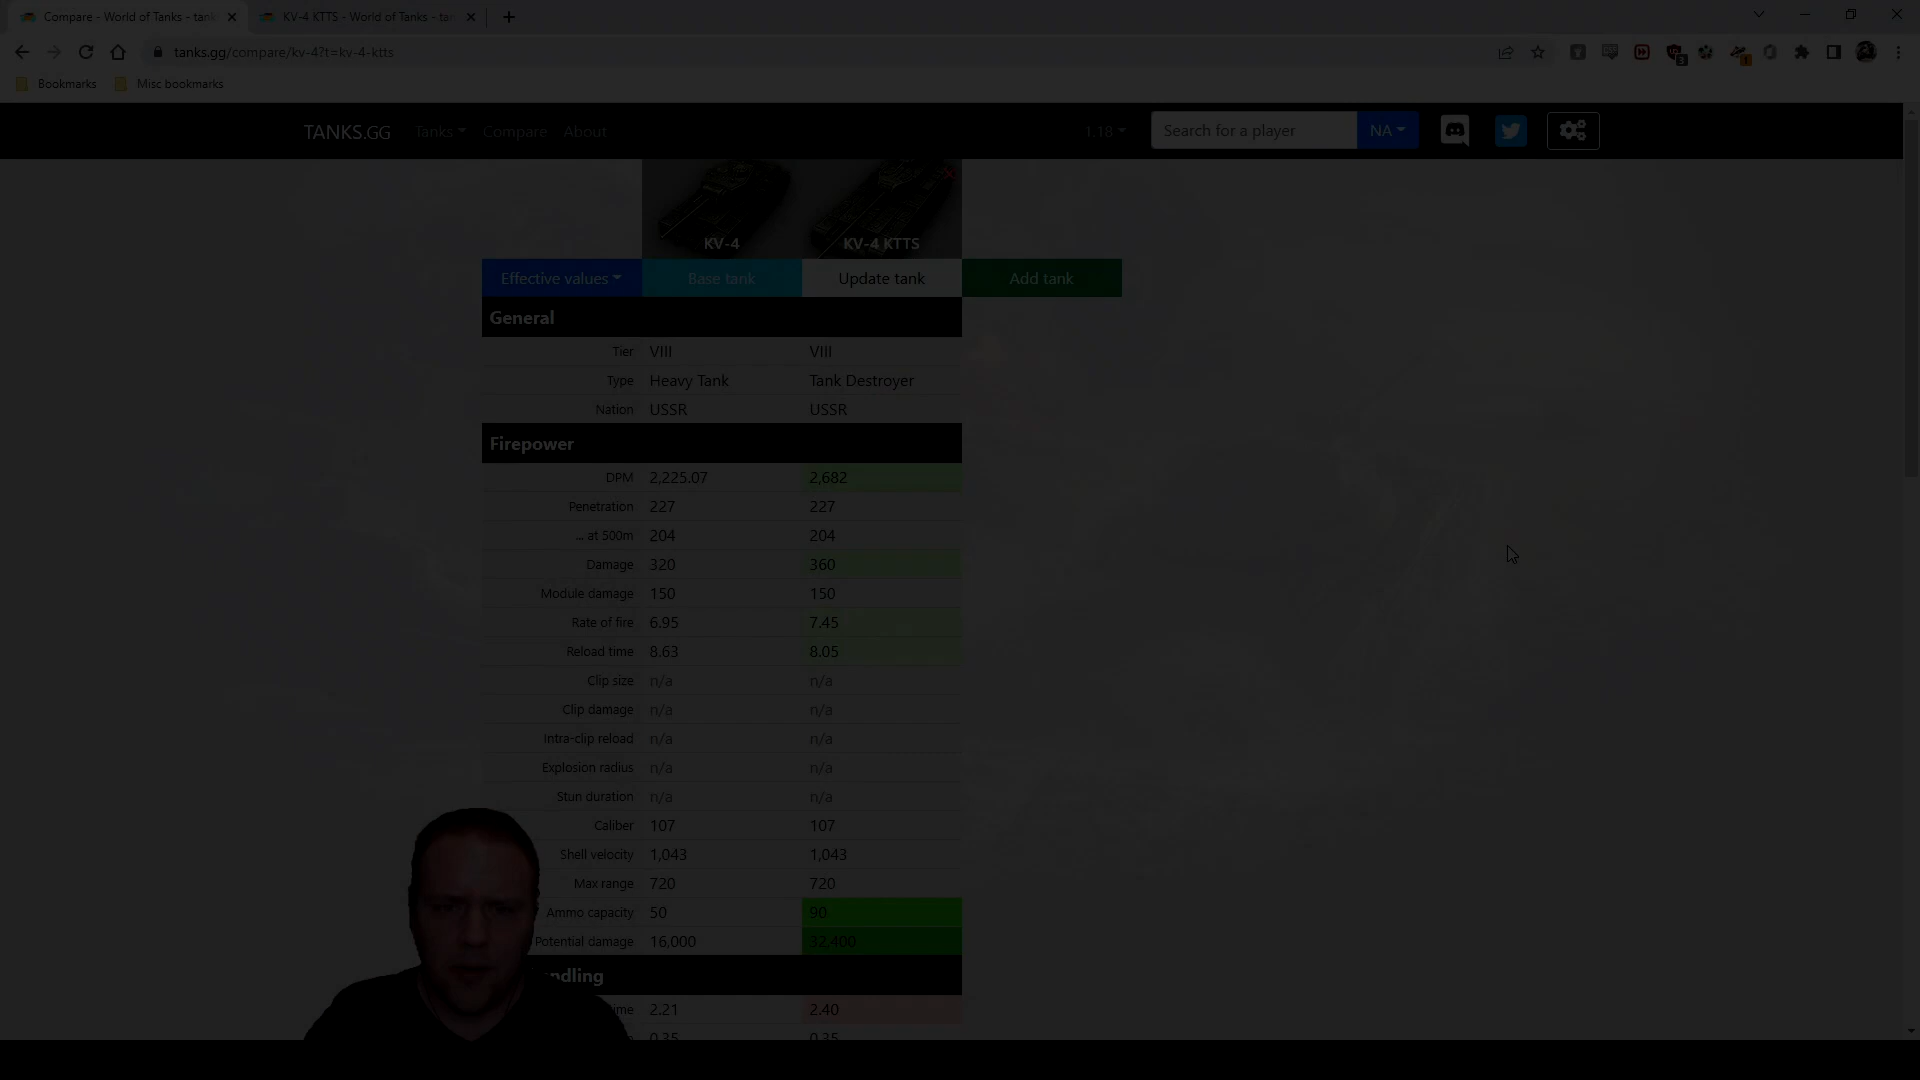 Compare - World of Tanks - tank
KV-4 KTTS - World of Tanks - tan
tanks.gg/compare/kv-4?t=kv-4-ktts
Bookmarks
Misc bookmarks
TANKS.GG
Tanks
Compare
About
1.18
Search for a player
NA
KV-4
KV-4 KTTS
Effective values
Base tank
Update tank
Add tank
General
Tier VIII VIII
Type Heavy Tank Tank Destroyer
Nation USSR USSR
Firepower
DPM 2,225.07 2,682
Penetration 227 227
... at 500m 204 204
Damage 320 360
Module damage 150 150
Rate of fire 6.95 7.45
Reload time 8.63 8.05
Clip size n/a n/a
Clip damage n/a n/a
Intra-clip reload n/a n/a
Explosion radius n/a n/a
Stun duration n/a n/a
Caliber 107 107
Shell velocity 1,043 1,043
Max range 720 720
Ammo capacity 50 90
Potential damage 16,000 32,400
ndling
ime 2.21 2.40
0.35 0.35